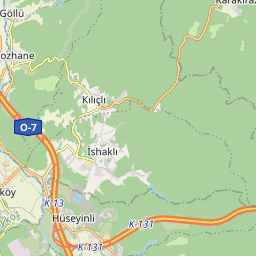 Göllü
Karakiraz
ozhane
Kılıçlı
O-7
İshaklı
köy
K-13
Hüseyinli
K-131
K-131